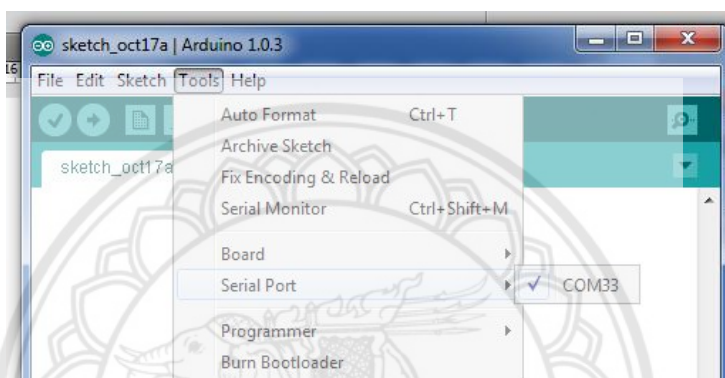 16
sketch_oct17a | Arduino 1.0.3
File Edit Sketch Tools Help
Auto Format Ctrl+T
Archive Sketch
sketch_oct17a
Fix Encoding & Reload
Serial Monitor Ctrl+Shift+M
Board
Serial Port
COM33
Programmer
Burn Bootloader